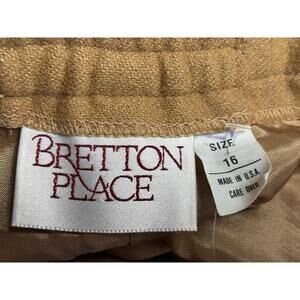 BRETTON
PLACE
SIZE
16
MADE IN U.S.A.
CARE OVER